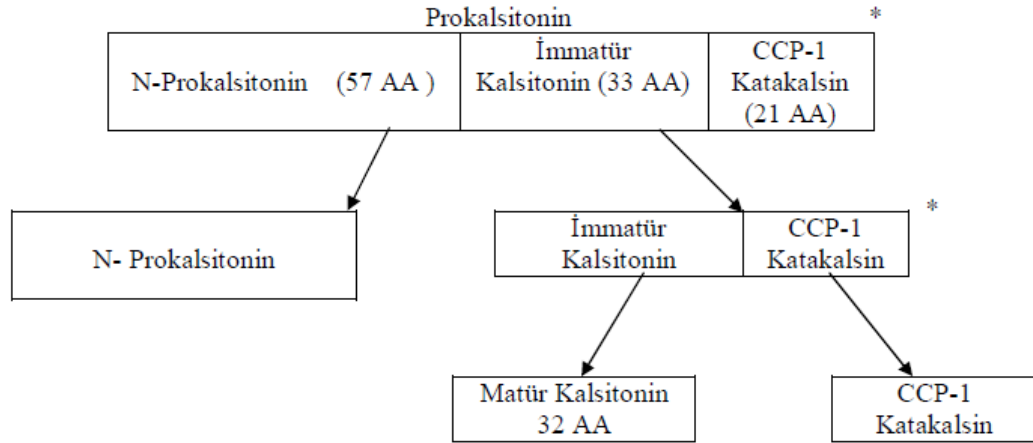 Prokalsitonin *
N-Prokalsitonin (57 AA )
İmmatür
Kalsitonin (33 AA)
CCP-1
Katakalsin
(21 AA)
N- Prokalsitonin
İmmatür
Kalsitonin
CCP-1
Katakalsin
*
Matür Kalsitonin
32 AA
CCP-1
Katakalsin